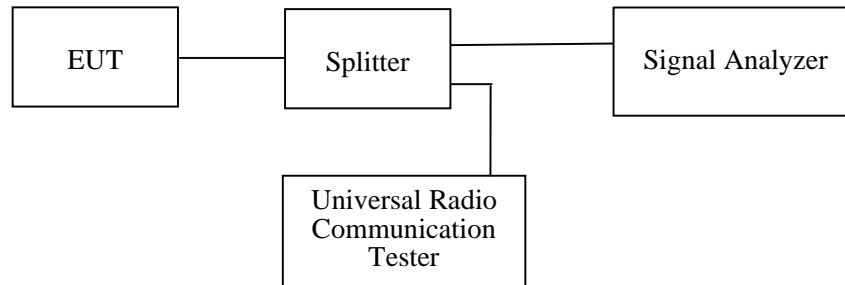 EUT
Splitter
Signal Analyzer
Universal Radio
Communication
Tester